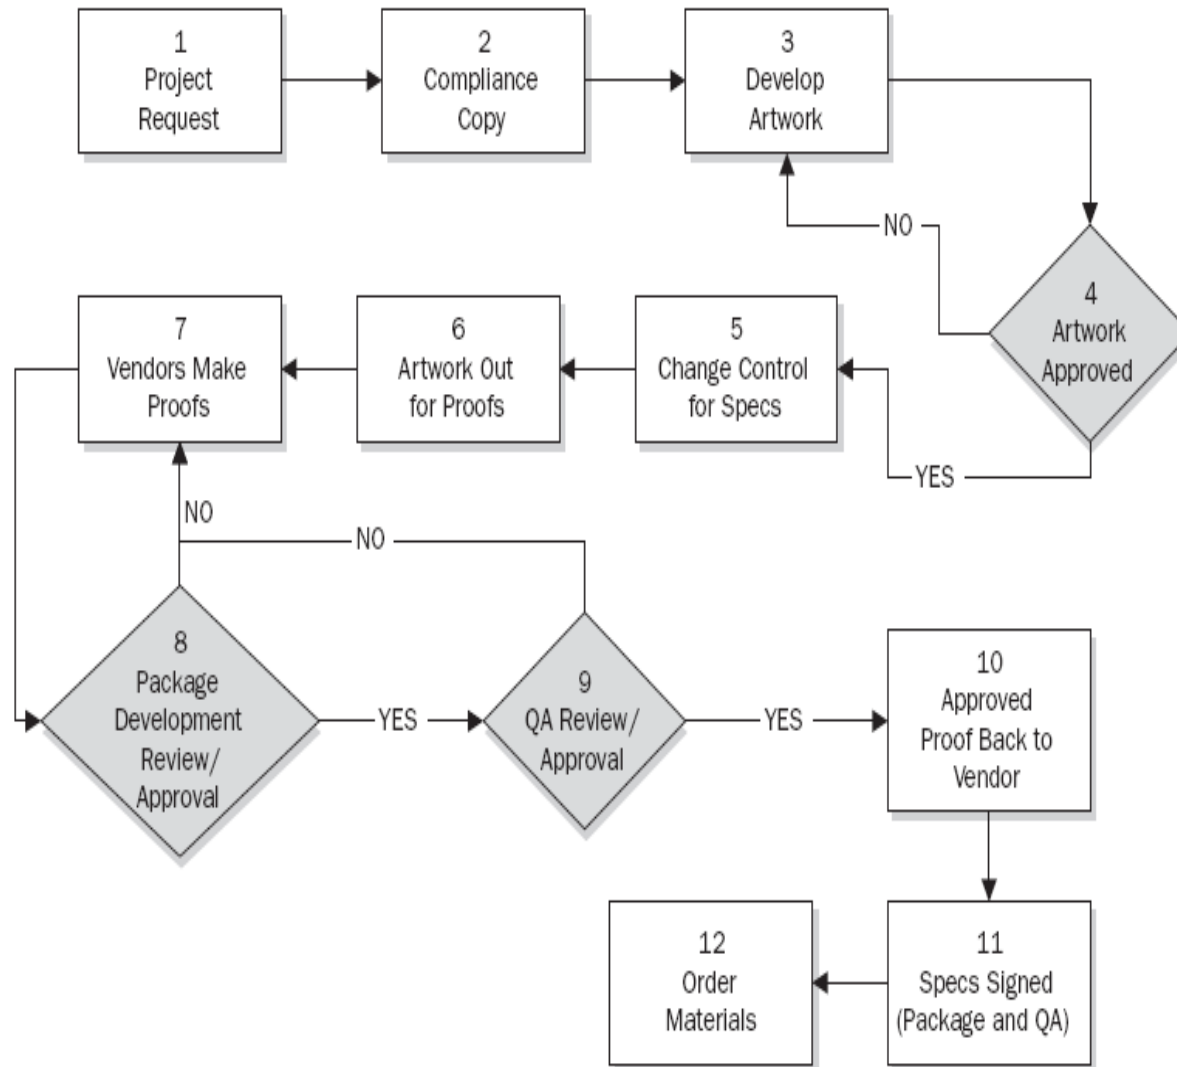 1
Project
Request
2
Compliance
Copy
3
Develop
Artwork
NO
4
Artwork
Approved
7
Vendors Make
Proofs
6
Artwork Out
for Proofs
5
Change Control
for Specs
YES
NO
NO
8
Package
Development
Review/
Approval
YES
9
QA Review/
Approval
YES
10
Approved
Proof Back to
Vendor
12
Order
Materials
11
Specs Signed
(Package and QA)